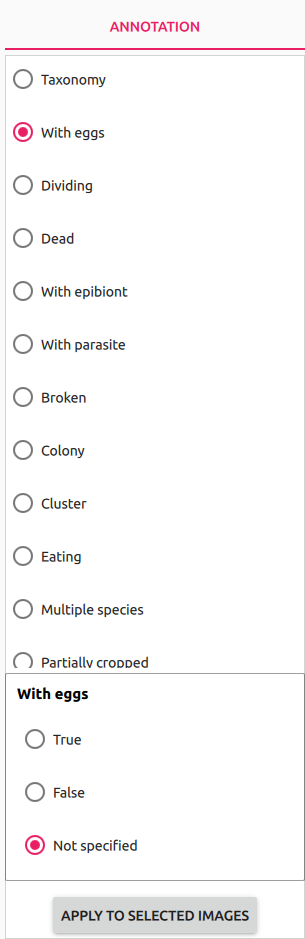 ANNOTATION
Taxonomy
With eggs
Dividing
Dead
With epibiont
With parasite
Broken
Colony
Cluster
Eating
Multiple species
Partially cropped
With eggs
True
False
Not specified
APPLY TO SELECTED IMAGES